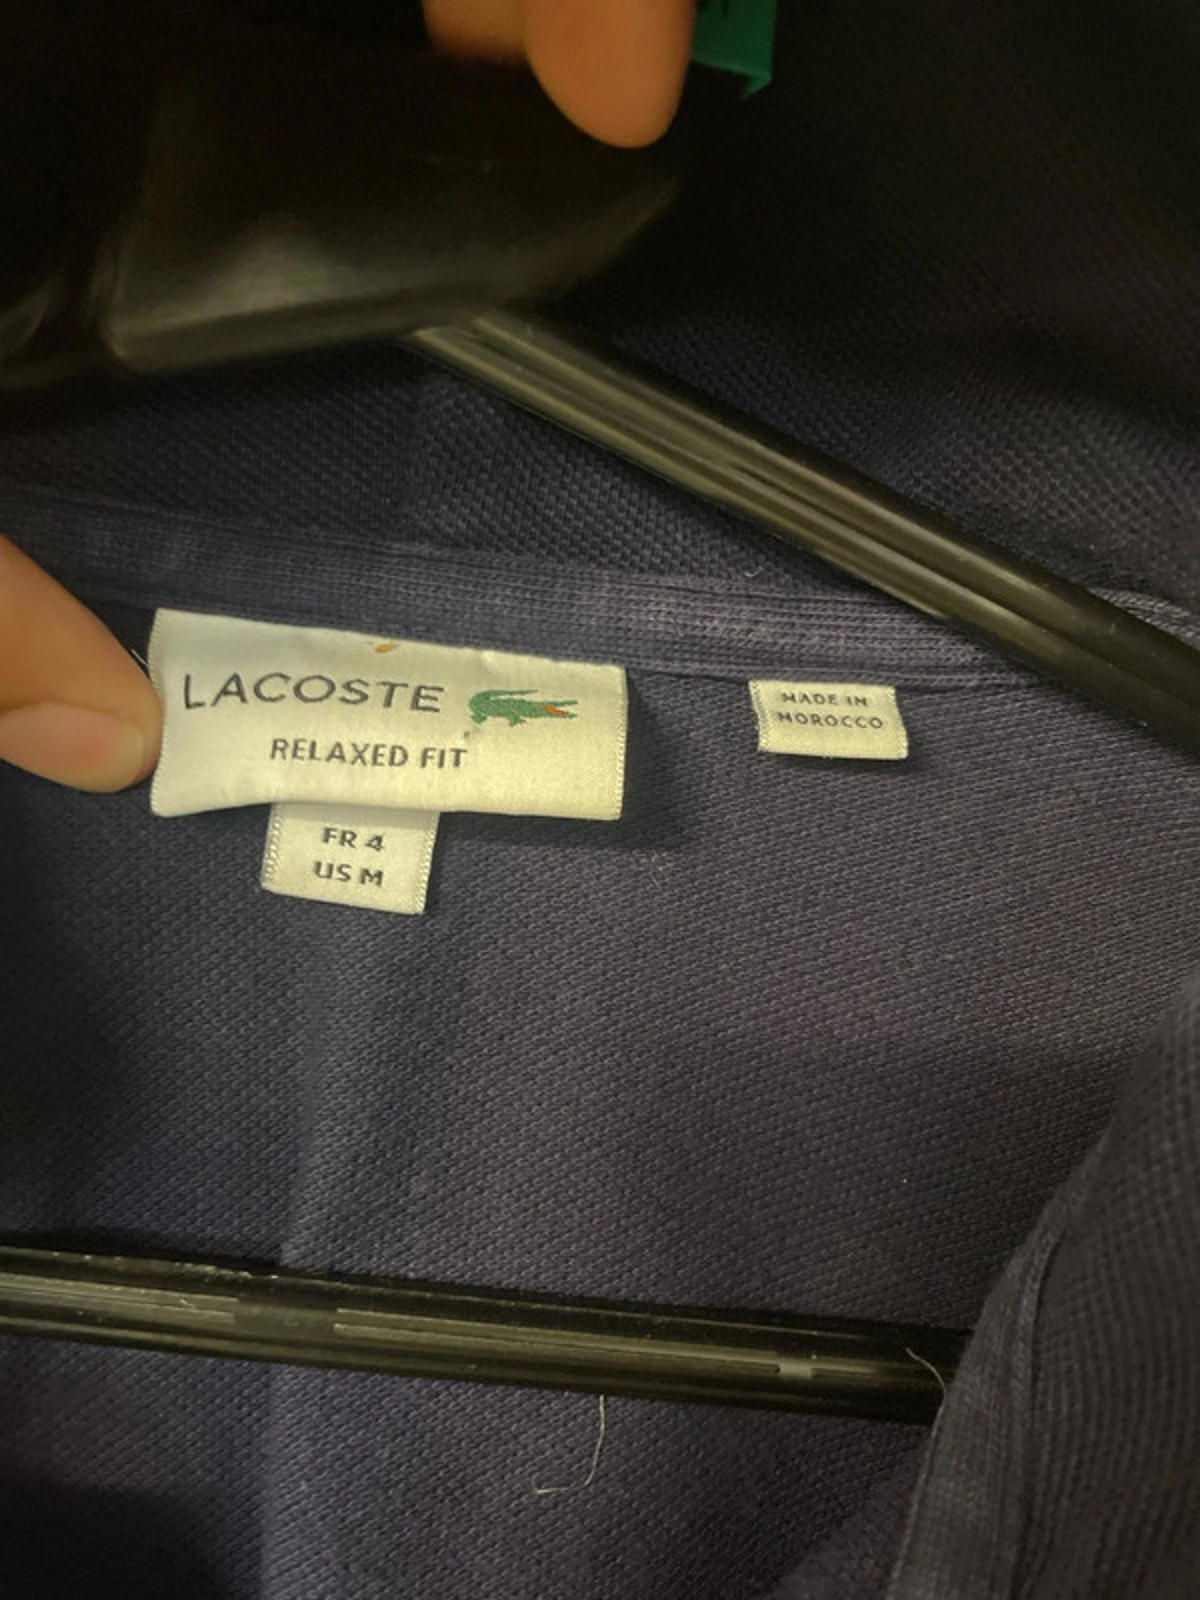 LACOSTE
RELAXED FIT
FR 4
US M
MADE IN
MOROCCO